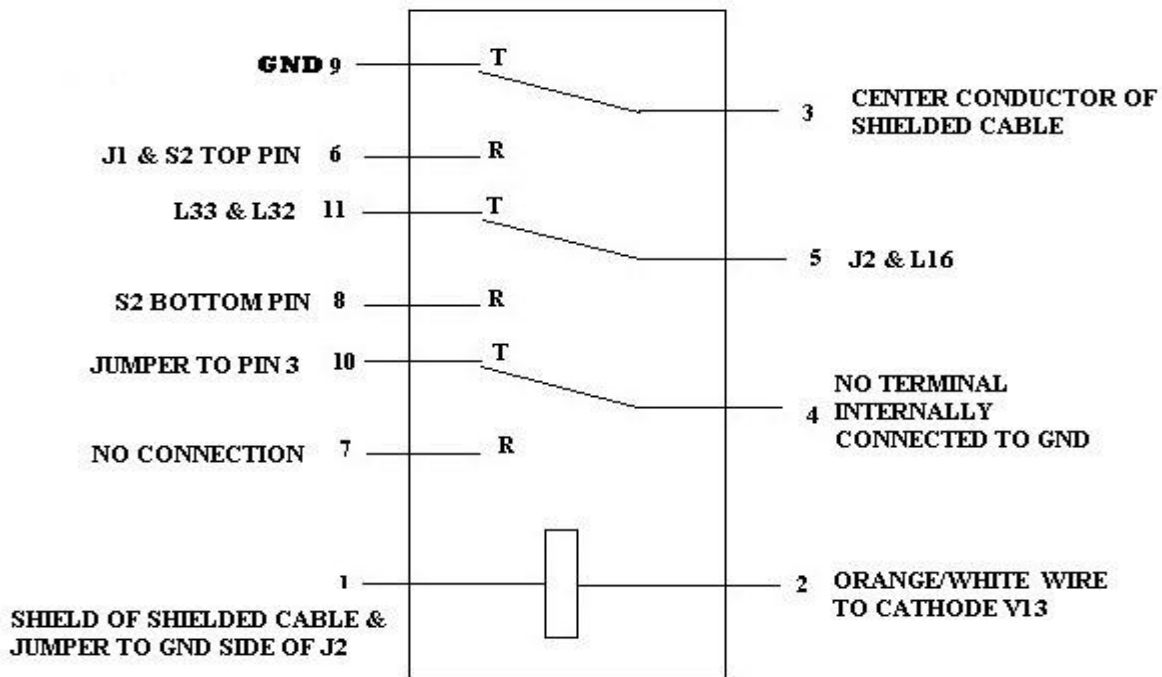 GND 9
T
3
CENTER CONDUCTOR OF
SHIELDED CABLE
J1 & S2 TOP PIN 6
R
L33 & L32 11
T
5 J2 & L16
S2 BOTTOM PIN 8
R
JUMPER TO PIN 3 10
T
4
NO TERMINAL
INTERNALLY
CONNECTED TO GND
NO CONNECTION 7
R
1
SHIELD OF SHIELDED CABLE &
JUMPER TO GND SIDE OF J2
2
ORANGE/WHITE WIRE
TO CATHODE V13